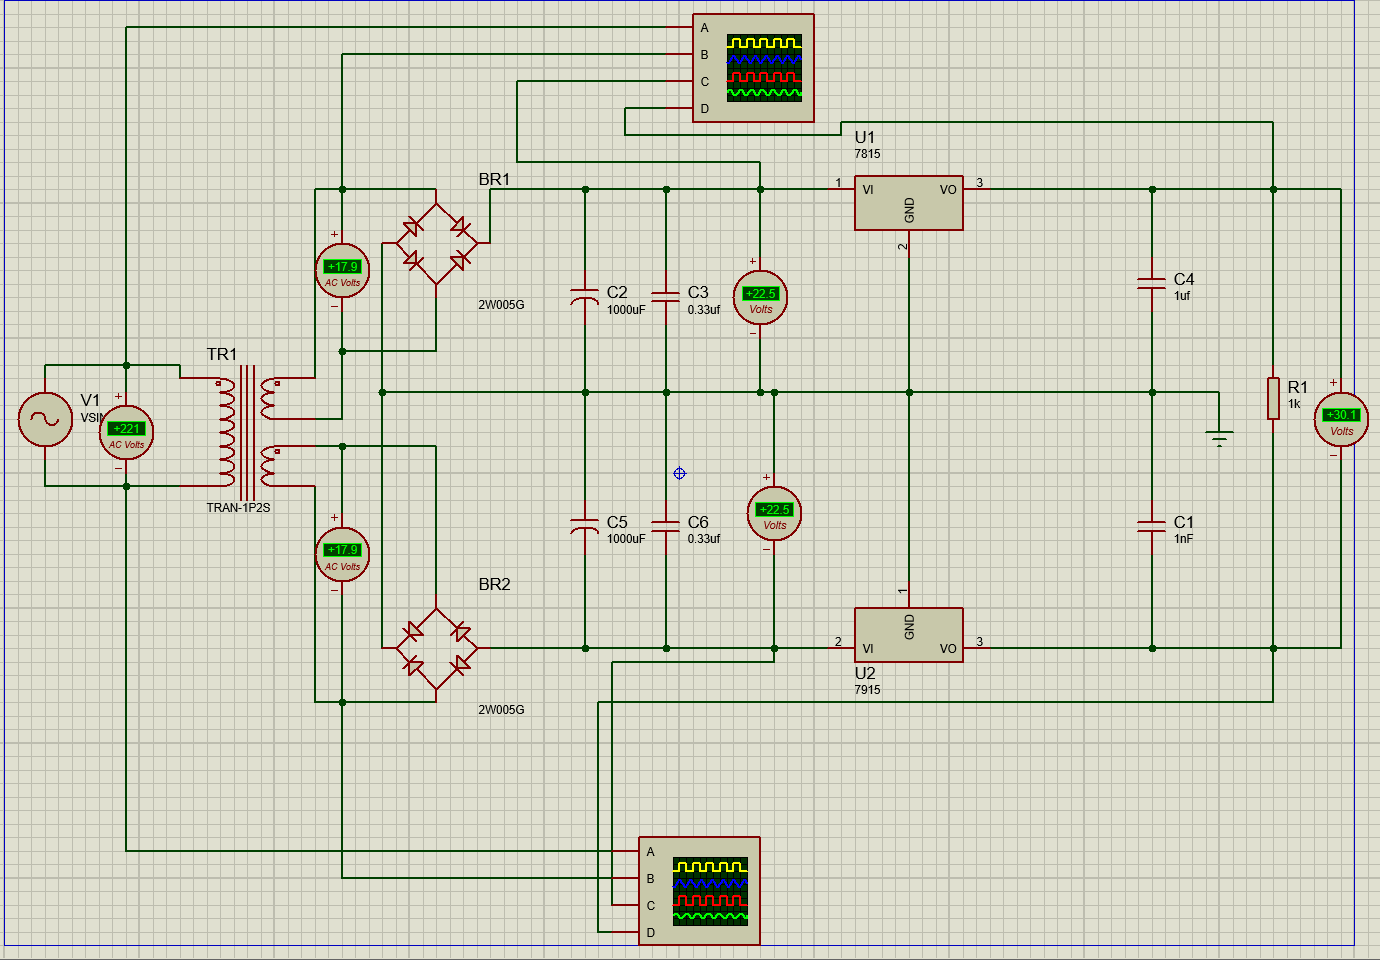 A
B
C
D
U1
7815
1
VI
VO
3
GND
2
BR1
2W005G
+
+17.9
AC Volts
−
C2
1000uF
C3
0.33uf
+
+22.5
Volts
−
C4
1uf
TR1
TRAN-1P2S
V1
VSIN
+
+221
AC Volts
−
R1
1k
+
+30.1
Volts
−
+
+17.9
AC Volts
−
C5
1000uF
C6
0.33uf
+
+22.5
Volts
−
C1
1nF
BR2
2W005G
1
GND
2
VI
VO
3
U2
7915
A
B
C
D